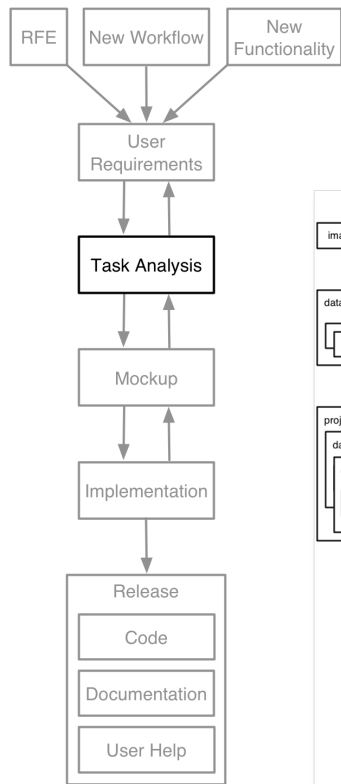 RFE
New Workflow
New
Functionality
User
Requirements
Task Analysis
Mockup
Implementation
Release
Code
Documentation
User Help